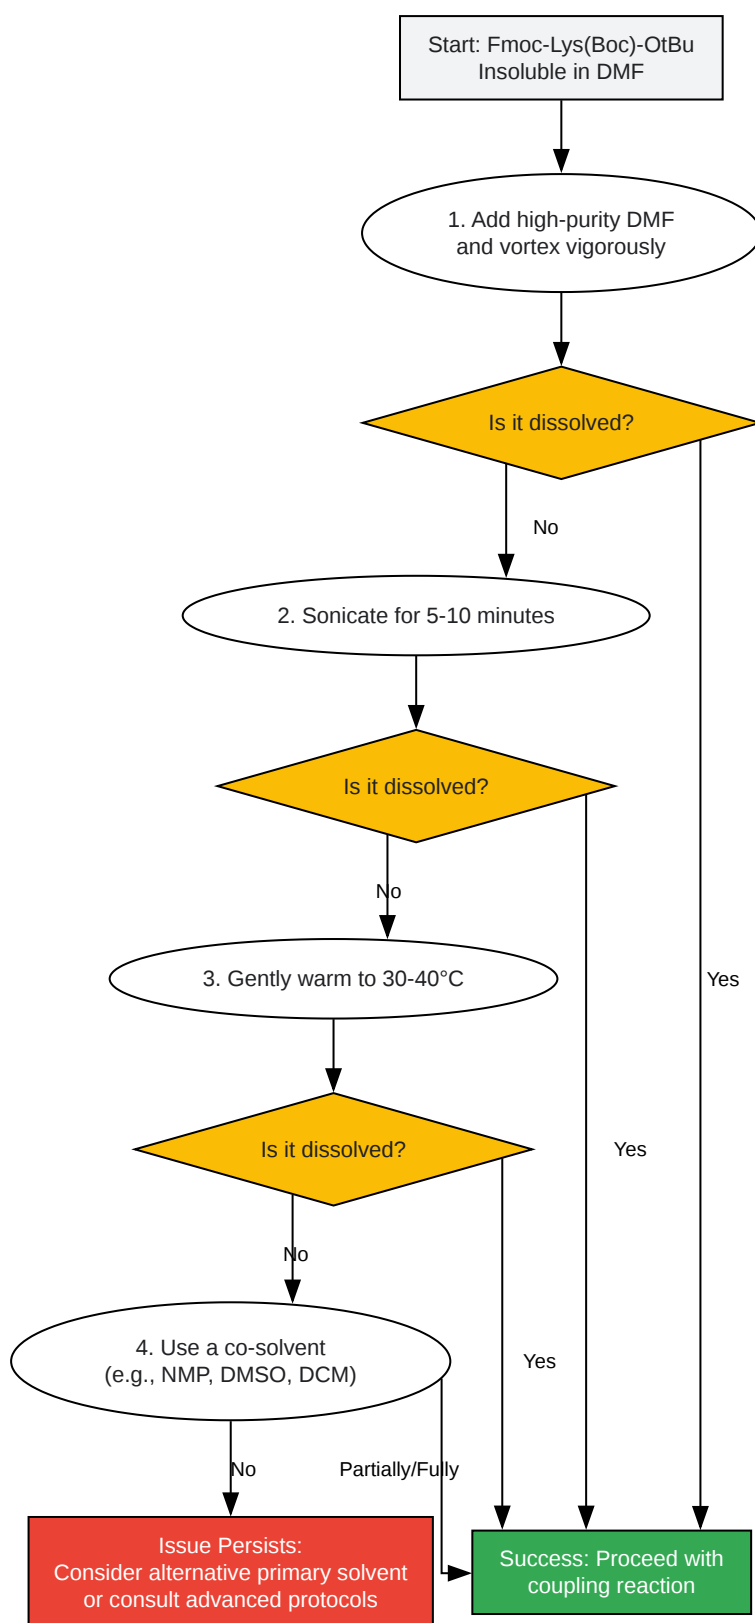 Start: Fmoc-Lys(Boc)-OtBu
Insoluble in DMF
1. Add high-purity DMF
and vortex vigorously
Is it dissolved?
No
2. Sonicate for 5-10 minutes
Is it dissolved?
No
3. Gently warm to 30-40°C
Yes
Is it dissolved?
Yes
No
4. Use a co-solvent
(e.g., NMP, DMSO, DCM)
Yes
No
Partially/Fully
Issue Persists:
Consider alternative primary solvent
or consult advanced protocols
Success: Proceed with
coupling reaction